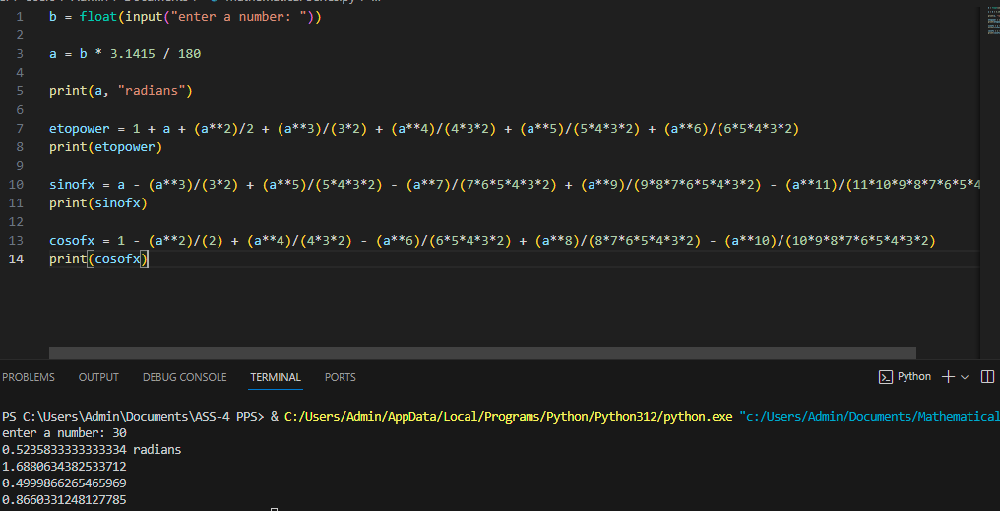 1 b = float(input("enter a number: "))
2
3 a = b * 3.1415 / 180
4
5 print(a, "radians")
6
7 etopower = 1 + a + (a**2)/2 + (a**3)/(3*2) + (a**4)/(4*3*2) + (a**5)/(5*4*3*2) + (a**6)/(6*5*4*3*2)
8 print(etopower)
9
10 sinofx = a - (a**3)/(3*2) + (a**5)/(5*4*3*2) - (a**7)/(7*6*5*4*3*2) + (a**9)/(9*8*7*6*5*4*3*2) - (a**11)/(11*10*9*8*7*6*5*4
11 print(sinofx)
12
13 cosofx = 1 - (a**2)/(2) + (a**4)/(4*3*2) - (a**6)/(6*5*4*3*2) + (a**8)/(8*7*6*5*4*3*2) - (a**10)/(10*9*8*7*6*5*4*3*2)
14 print(cosofx)
PROBLEMS OUTPUT DEBUG CONSOLE TERMINAL PORTS Python
PS C:\Users\Admin\Documents\ASS-4 PPS> & C:/Users/Admin/AppData/Local/Programs/Python/Python312/python.exe "c:/Users/Admin/Documents/Mathematical
enter a number: 30
0.5235833333333334 radians
1.6880634382533712
0.4999866265465969
0.8660331248127785